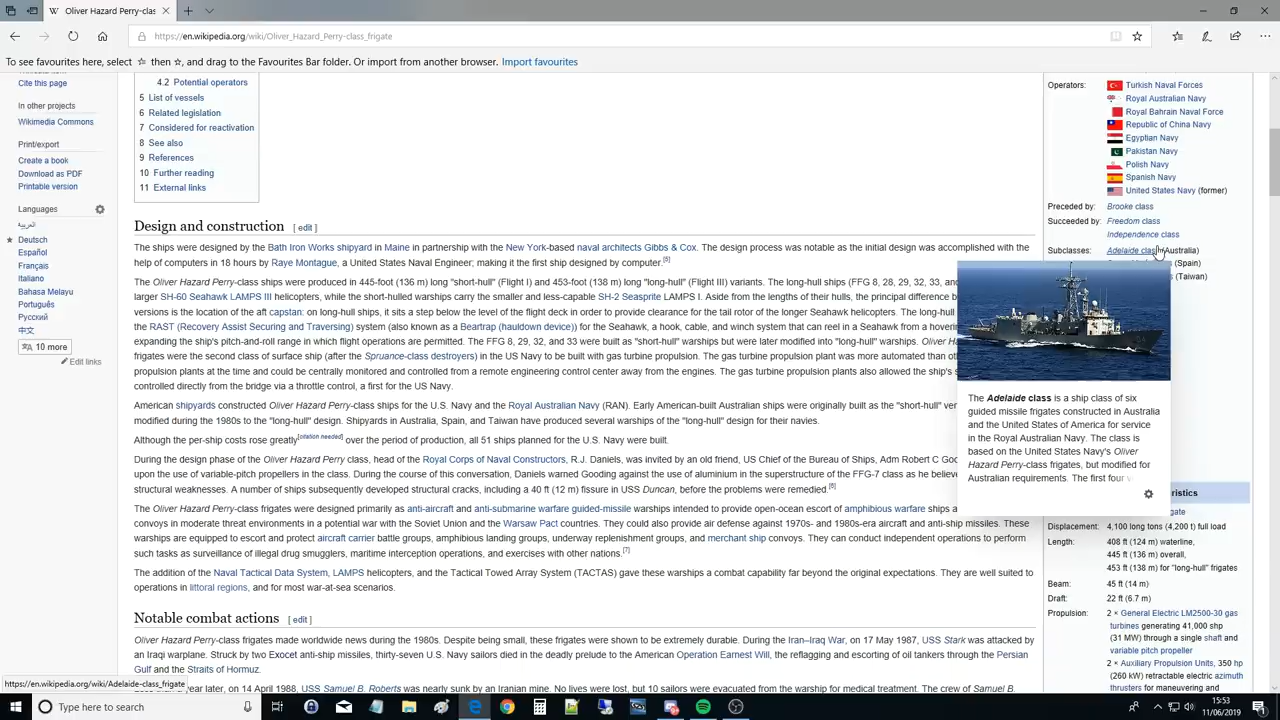 Oliver Hazard Perry-class
https://en.wikipedia.org/wiki/Oliver_Hazard_Perry-class_frigate
To see favourites here, select ☆ then ☆, and drag to the Favourites Bar folder. Or import from another browser. Import favourites
Cite this page
In other projects
Wikimedia Commons
Print/export
Create a book
Download as PDF
Printable version
Languages
العربية
Deutsch
Español
Français
Italiano
Bahasa Melayu
Português
Русский
中文
10 more
Edit links
4.2 Potential operators
5 List of vessels
6 Related legislation
7 Considered for reactivation
8 See also
9 References
10 Further reading
11 External links
Design and construction [ edit ]
The ships were designed by the Bath Iron Works shipyard in Maine in partnership with the New York-based naval architects Gibbs & Cox. The design process was notable as the initial design was accomplished with the
help of computers in 18 hours by Raye Montague, a United States Naval Engineer; making it the first ship designed by computer.[5]
The Oliver Hazard Perry-class ships were produced in 445-foot (136 m) long "short-hull" (Flight I) and 453-foot (138 m) long "long-hull" (Flight III) variants. The long-hull ships (FFG 8, 28, 29, 32, 33, and
larger SH-60 Seahawk LAMPS III helicopters, while the short-hulled warships carry the smaller and less-capable SH-2 Seasprite LAMPS I. Aside from the lengths of their hulls, the principal difference b
versions is the location of the aft capstan: on long-hull ships, it sits a step below the level of the flight deck in order to provide clearance for the tail rotor of the longer Seahawk helicopters. The long-hull
the RAST (Recovery Assist Securing and Traversing) system (also known as a Beartrap (hauldown device)) for the Seahawk, a hook, cable, and winch system that can reel in a Seahawk from a hover
expanding the ship's pitch-and-roll range in which flight operations are permitted. The FFG 8, 29, 32, and 33 were built as "short-hull" warships but were later modified into "long-hull" warships. Oliver
frigates were the second class of surface ship (after the Spruance-class destroyers) in the US Navy to be built with gas turbine propulsion. The gas turbine propulsion plant was more automated than
propulsion plants at the time and could be centrally monitored and controlled from a remote engineering control center away from the engines. The gas turbine propulsion plants also allowed the ship's
controlled directly from the bridge via a throttle control, a first for the US Navy.
American shipyards constructed Oliver Hazard Perry-class ships for the U.S. Navy and the Royal Australian Navy (RAN). Early American-built Australian ships were originally built as the "short-hull" ver
modified during the 1980s to the "long-hull" design. Shipyards in Australia, Spain, and Taiwan have produced several warships of the "long-hull" design for their navies.
Although the per-ship costs rose greatly[citation needed] over the period of production, all 51 ships planned for the U.S. Navy were built.
During the design phase of the Oliver Hazard Perry class, head of the Royal Corps of Naval Constructors, R.J. Daniels, was invited by an old friend, US Chief of the Bureau of Ships, Adm Robert C Goo
upon the use of variable-pitch propellers in the class. During the course of this conversation, Daniels warned Gooding against the use of aluminium in the superstructure of the FFG-7 class as he believe
structural weaknesses. A number of ships subsequently developed structural cracks, including a 40 ft (12 m) fissure in USS Duncan, before the problems were remedied.[6]
The Oliver Hazard Perry-class frigates were designed primarily as anti-aircraft and anti-submarine warfare guided-missile warships intended to provide open-ocean escort of amphibious warfare ships a
convoys in moderate threat environments in a potential war with the Soviet Union and the Warsaw Pact countries. They could also provide air defense against 1970s- and 1980s-era aircraft and anti-ship missiles. These
warships are equipped to escort and protect aircraft carrier battle groups, amphibious landing groups, underway replenishment groups, and merchant ship convoys. They can conduct independent operations to perform
such tasks as surveillance of illegal drug smugglers, maritime interception operations, and exercises with other nations.[7]
The addition of the Naval Tactical Data System, LAMPS helicopters, and the Tactical Towed Array System (TACTAS) gave these warships a combat capability far beyond the original expectations. They are well suited to
operations in littoral regions, and for most war-at-sea scenarios.
Notable combat actions [ edit ]
Oliver Hazard Perry-class frigates made worldwide news during the 1980s. Despite being small, these frigates were shown to be extremely durable. During the Iran–Iraq War, on 17 May 1987, USS Stark was attacked by
an Iraqi warplane. Struck by two Exocet anti-ship missiles, thirty-seven U.S. Navy sailors died in the deadly prelude to the American Operation Earnest Will, the reflagging and escorting of oil tankers through the Persian
Gulf and the Straits of Hormuz.
year later, on 14 April 1988, USS Samuel B. Roberts was nearly sunk by an Iranian mine. No lives were lost, but 10 sailors were evacuated from the warship for medical treatment. The crew of Samuel B.
Operators:
Turkish Naval Forces
Royal Australian Navy
Royal Bahrain Naval Force
Republic of China Navy
Egyptian Navy
Pakistan Navy
Polish Navy
Spanish Navy
United States Navy (former)
Preceded by: Brooke class
Succeeded by: Freedom class
Independence class
Subclasses: Adelaide class (Australia)
(Spain)
(Taiwan)
The Adelaide class is a ship class of six
guided missile frigates constructed in Australia
and the United States of America for service
in the Royal Australian Navy. The class is
based on the United States Navy's Oliver
Hazard Perry-class frigates, but modified for
Australian requirements. The first four
ristics
gate
Displacement: 4,100 long tons (4,200 t) full load
Length: 408 ft (124 m) waterline,
445 ft (136 m) overall,
453 ft (138 m) for "long-hull" frigates
Beam: 45 ft (14 m)
Draft: 22 ft (6.7 m)
Propulsion: 2 × General Electric LM2500-30 gas
turbines generating 41,000 shp
(31 MW) through a single shaft and
variable pitch propeller
2 × Auxiliary Propulsion Units, 350 hp
(260 kW) retractable electric azimuth
thrusters for maneuvering and
https://en.wikipedia.org/wiki/Adelaide-class_frigate
Type here to search
15:53
11/06/2019